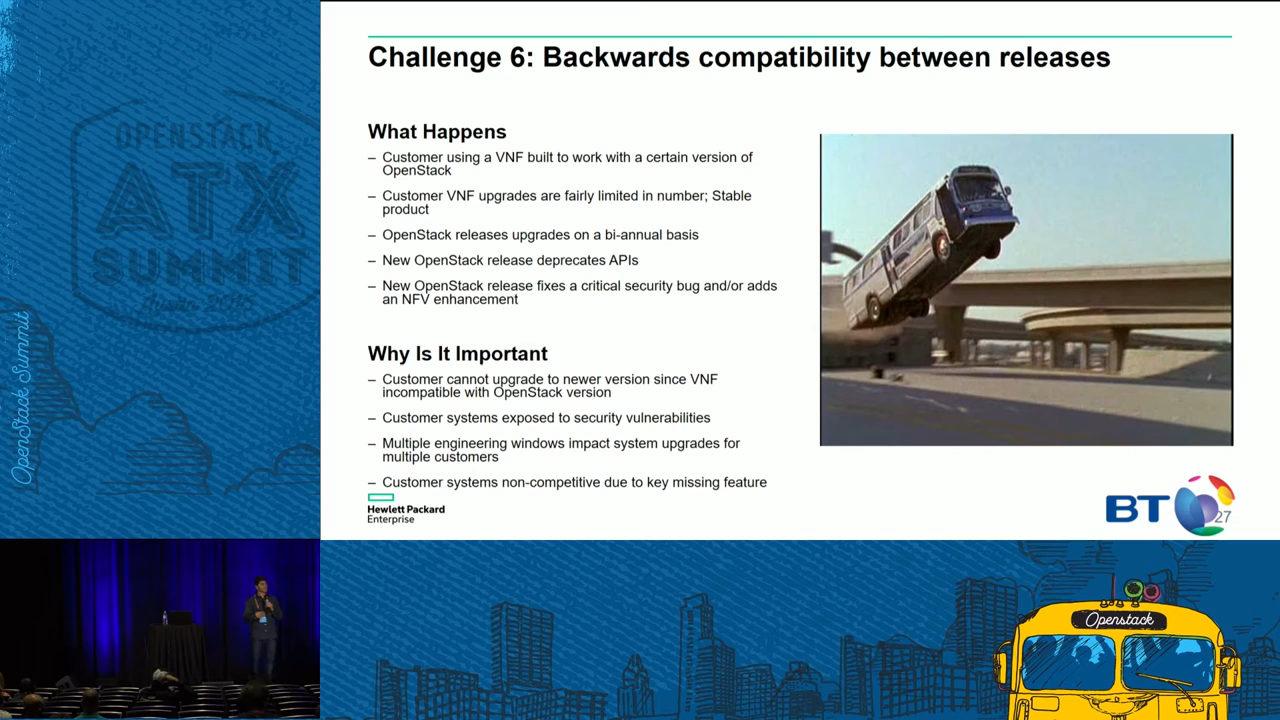 Challenge 6: Backwards compatibility between releases
What Happens
– Customer using a VNF built to work with a certain version of
OpenStack
– Customer VNF upgrades are fairly limited in number; Stable
product
– OpenStack releases upgrades on a bi-annual basis
– New OpenStack release deprecates APIs
– New OpenStack release fixes a critical security bug and/or adds
an NFV enhancement
Why Is It Important
– Customer cannot upgrade to newer version since VNF
incompatible with OpenStack version
– Customer systems exposed to security vulnerabilities
– Multiple engineering windows impact system upgrades for
multiple customers
– Customer systems non-competitive due to key missing feature
Hewlett Packard
Enterprise
BT
27
OPENSTACK
ATX
SUMMIT
OpenStack Summit
Openstack